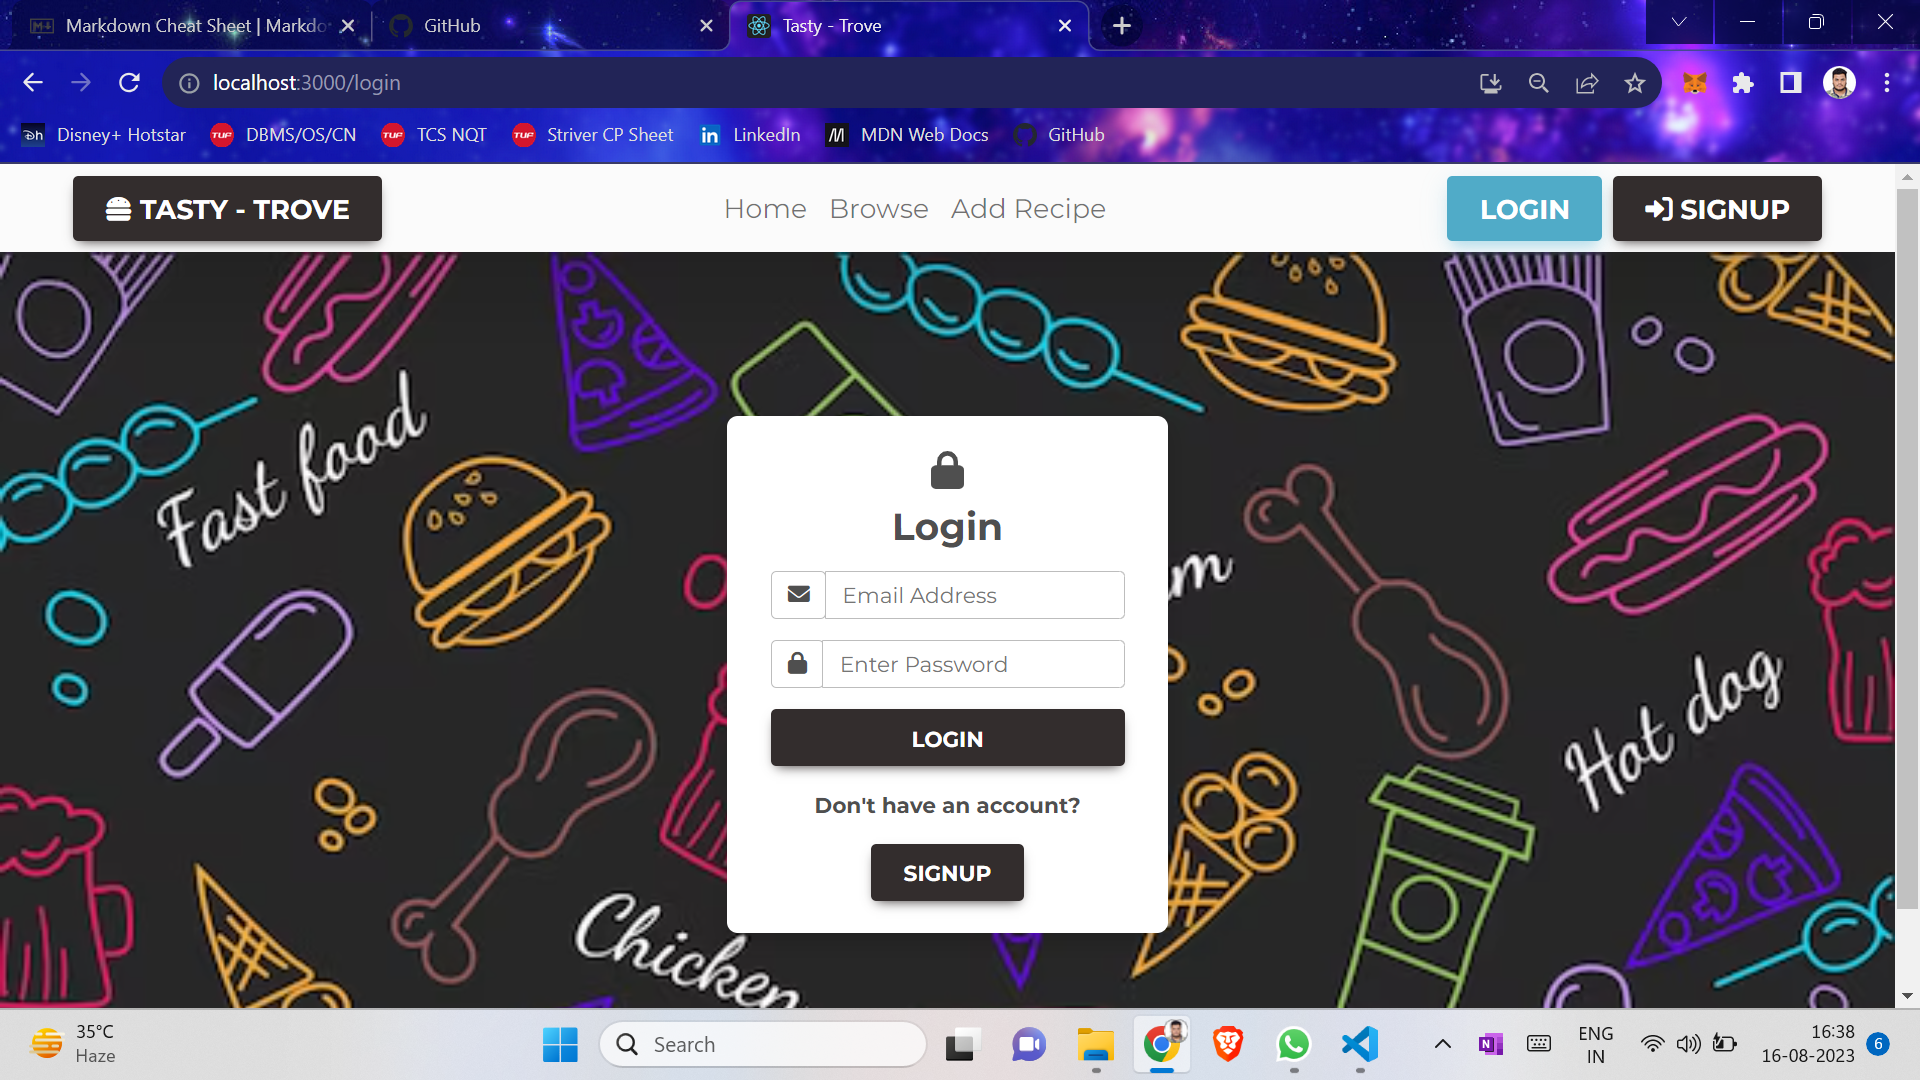 Markdown Cheat Sheet | Markdo
GitHub
Tasty - Trove
localhost:3000/login
Disney+ Hotstar
DBMS/OS/CN
TCS NQT
Striver CP Sheet
LinkedIn
MDN Web Docs
GitHub
TASTY - TROVE
Home
Browse
Add Recipe
LOGIN
SIGNUP
Fast food
m
Hot dog
Chicken
Login
Email Address
Enter Password
LOGIN
Don't have an account?
SIGNUP
35°C
Haze
Search
ENG
IN
16:38
16-08-2023
6